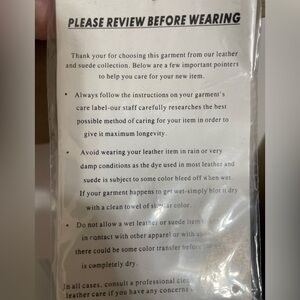 PLEASE REVIEW BEFORE WEARING
Thank your for choosing this garment from our leather
and suede collection. Below are a few important pointers
to help you care for your new item.
• Always follow the instructions on your garment's
care label-our staff carefully researches the best
possible method of caring for your item in order to
give it maximum longevity.
• Avoid wearing your leather item in rain or very
damp conditions as the dye used in most leather and
suede is subject to some color bleed off when wet.
If your garment happens to get wet-simply blot it dry
with a clean towel of similar color.
• Do not allow a wet leather or suede item to
in contact with other apparel or with
there could be some color transfer before
is completely dry.
In all cases, consult a professional
leather care if you have any concerns